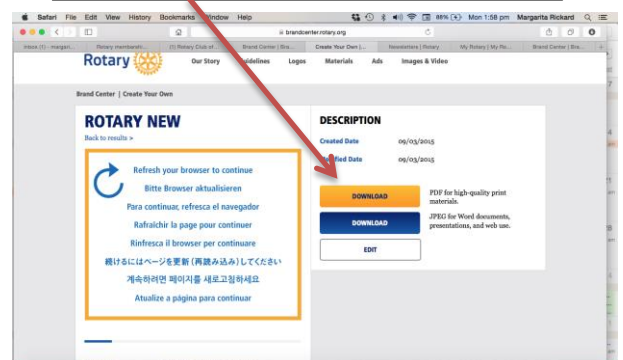 Safari File Edit View History Bookmarks Window Help
88% Mon 1:58 pm Margarita Rickard
brandcenter.rotary.org
Inbox (1) - margari... Rotary membershi... (1) Rotary Club of... Brand Center | Bra... Create Your Own |... Newsletters | Rotary My Rotary | My Ro... Brand Center | Bra...
Rotary
Our Story Guidelines Logos Materials Ads Images & Video
Brand Center | Create Your Own
ROTARY NEW
Back to results >
Refresh your browser to continue
Bitte Browser aktualisieren
Para continuar, refresca el navegador
Rafraichir la page pour continuer
Rinfresca il browser per continuare
続けるにはページを更新(再読み込み)してください
계속하려면 페이지를 새로고침하세요
Atualize a página para continuar
DESCRIPTION
Created Date 09/03/2015
Modified Date 09/03/2015
DOWNLOAD
PDF for high-quality print
materials.
DOWNLOAD
JPEG for Word documents,
presentations, and web use.
EDIT